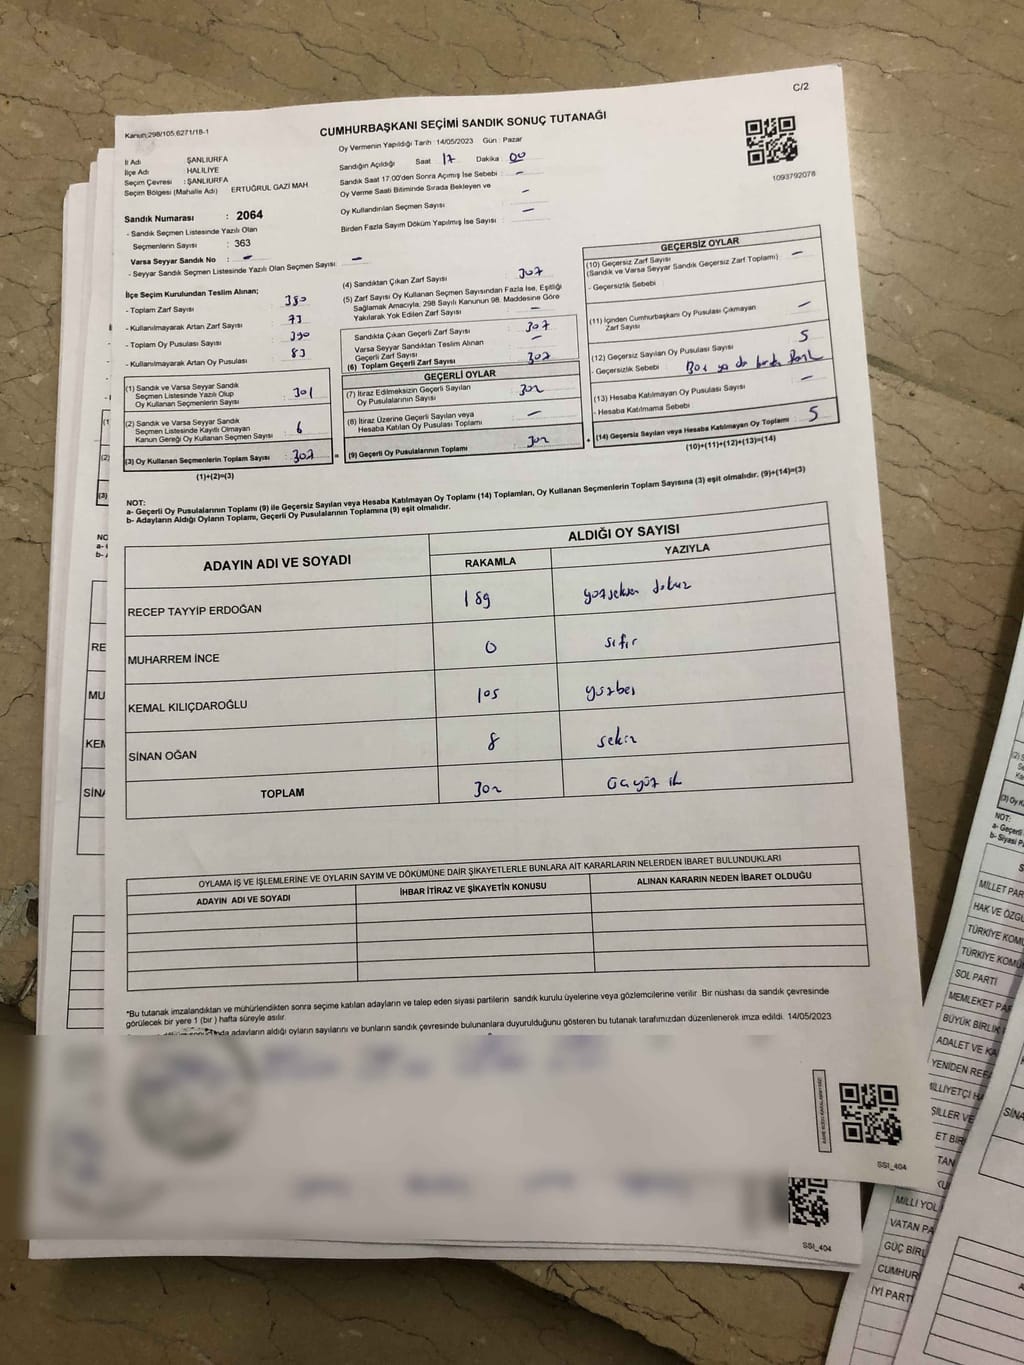 C/2
Kanun;298/105,6271/18-1
CUMHURBAŞKANI SEÇİMİ SANDIK SONUÇ TUTANAĞI
Oy Vermenin Yapıldığı Tarih :14/05/2023 Gün : Pazar
İl Adı ŞANLIURFA
İlçe Adı HALİLİYE
Seçim Çevresi : ŞANLIURFA
Seçim Bölgesi (Mahalle Adı) ERTUĞRUL GAZİ MAH
Sandığın Açıldığı Saat 17 Dakika 00
Sandık Saat 17:00'den Sonra Açımış İse Sebebi : -
Oy Verme Saati Bitiminde Sırada Bekleyen ve
Oy Kullandırılan Seçmen Sayısı -
Birden Fazla Sayım Döküm Yapılmış İse Sayısı -
1093792078
Sandık Numarası : 2064
- Sandık Seçmen Listesinde Yazılı Olan
Seçmenlerin Sayısı : 363
Varsa Seyyar Sandık No : -
- Seyyar Sandık Seçmen Listesinde Yazılı Olan Seçmen Sayısı: -
İlçe Seçim Kurulundan Teslim Alınan;
- Toplam Zarf Sayısı 380
- Kullanılmayarak Artan Zarf Sayısı 73
- Toplam Oy Pusulası Sayısı 390
- Kullanılmayarak Artan Oy Pusulası 83
(1) Sandık ve Varsa Seyyar Sandık
Seçmen Listesinde Yazılı Olup
Oy Kullanan Seçmenlerin Sayısı : 301
(2) Sandık ve Varsa Seyyar Sandık
Seçmen Listesinde Kayıtlı Olmayan
Kanun Gereği Oy Kullanan Seçmen Sayısı : 6
(3) Oy Kullanan Seçmenlerin Toplam Sayısı : 307
(1)+(2)=(3)
(4) Sandıktan Çıkan Zarf Sayısı : 307
(5) Zarf Sayısı Oy Kullanan Seçmen Sayısından Fazla İse, Eşitliği
Sağlamak Amacıyla, 298 Sayılı Kanunun 98. Maddesine Göre
Yakılarak Yok Edilen Zarf Sayısı : -
Sandıkta Çıkan Geçerli Zarf Sayısı : 307
Varsa Seyyar Sandıktan Teslim Alınan
Geçerli Zarf Sayısı : -
(6) Toplam Geçerli Zarf Sayısı : 307
GEÇERLİ OYLAR
(7) İtiraz Edilmeksizin Geçerli Sayılan
Oy Pusulalarının Sayısı : 302
(8) İtiraz Üzerine Geçerli Sayılan veya
Hesaba Katılan Oy Pusulası Toplamı : -
(9) Geçerli Oy Pusulalarının Toplamı : 302
GEÇERSİZ OYLAR
(10) Geçersiz Zarf Sayısı : -
(Sandık ve Varsa Seyyar Sandık Geçersiz Zarf Toplamı)
- Geçersizlik Sebebi :
(11) İçinden Cumhurbaşkanı Oy Pusulası Çıkmayan
Zarf Sayısı : -
(12) Geçersiz Sayılan Oy Pusulası Sayısı : 5
- Geçersizlik Sebebi : Boş ya da birden fazla
(13) Hesaba Katılmayan Oy Pusulası Sayısı : -
- Hesaba Katılmama Sebebi
(14) Geçersiz Sayılan veya Hesaba Katılmayan Oy Toplamı : 5
(10)+(11)+(12)+(13)=(14)
NOT:
a- Geçerli Oy Pusulalarının Toplamı (9) ile Geçersiz Sayılan veya Hesaba Katılmayan Oy Toplamı (14) Toplamları, Oy Kullanan Seçmenlerin Toplam Sayısına (3) eşit olmalıdır. (9)+(14)=(3)
b- Adayların Aldığı Oyların Toplamı, Geçerli Oy Pusulalarının Toplamına (9) eşit olmalıdır.
ADAYIN ADI VE SOYADI ALDIĞI OY SAYISI
RAKAMLA YAZIYLA
RECEP TAYYİP ERDOĞAN 189 yüzseksen dokuz
MUHARREM İNCE 0 sıfır
KEMAL KILIÇDAROĞLU 105 yüzbeş
SİNAN OĞAN 8 sekiz
TOPLAM 302 üçyüz iki
OYLAMA İŞ VE İŞLEMLERİNE VE OYLARIN SAYIM VE DÖKÜMÜNE DAİR ŞİKAYETLERLE BUNLARA AİT KARARLARIN NELERDEN İBARET BULUNDUKLARI
ADAYIN ADI VE SOYADI İHBAR İTİRAZ VE ŞİKAYETİN KONUSU ALINAN KARARIN NEDEN İBARET OLDUĞU
*Bu tutanak imzalandıktan ve mühürlendikten sonra seçime katılan adayların ve talep eden siyasi partilerin sandık kurulu üyelerine veya gözlemcilerine verilir Bir nüshası da sandık çevresinde
görülecek bir yere 1 (bir ) hafta süreyle asılır.
adayların aldığı oyların sayılarını ve bunların sandık çevresinde bulunanlara duyurulduğunu gösteren bu tutanak tarafımızdan düzenlenerek imza edildi. 14/05/2023
SSI_404
SSI_404
RE
MU
KEM
SİNA
NOT:
MİLLET PAR
HAK VE ÖZG
TÜRKİYE KOMÜ
TÜRKİYE KOMÜ
SOL PARTİ
MEMLEKET PAR
BÜYÜK BİRLİK
ADALET VE KA
YENİDEN REFA
MİLLİYETÇİ HA
MİLLİ YOL
VATAN PA
GÜÇ BİRL
CUMHUR
İYİ PARTİ